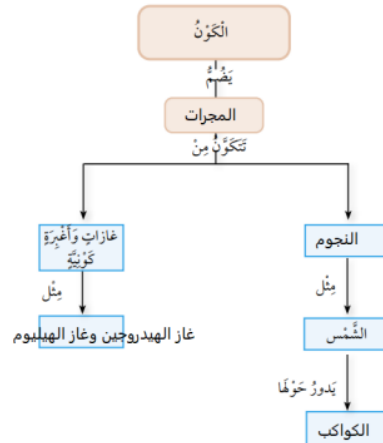 الْكَوْنُ
يَضُمُّ
المجرات
تَتَكَوَّنُ مِنْ
النجوم
غازاتٍ وَأَغْبِرَةٍ
كَوْنِيَّةٍ
مِثْل
مِثْل
الشَّمْس
غاز الهيدروجين وغاز الهيليوم
يَدورُ حَوْلَهَا
الكواكب